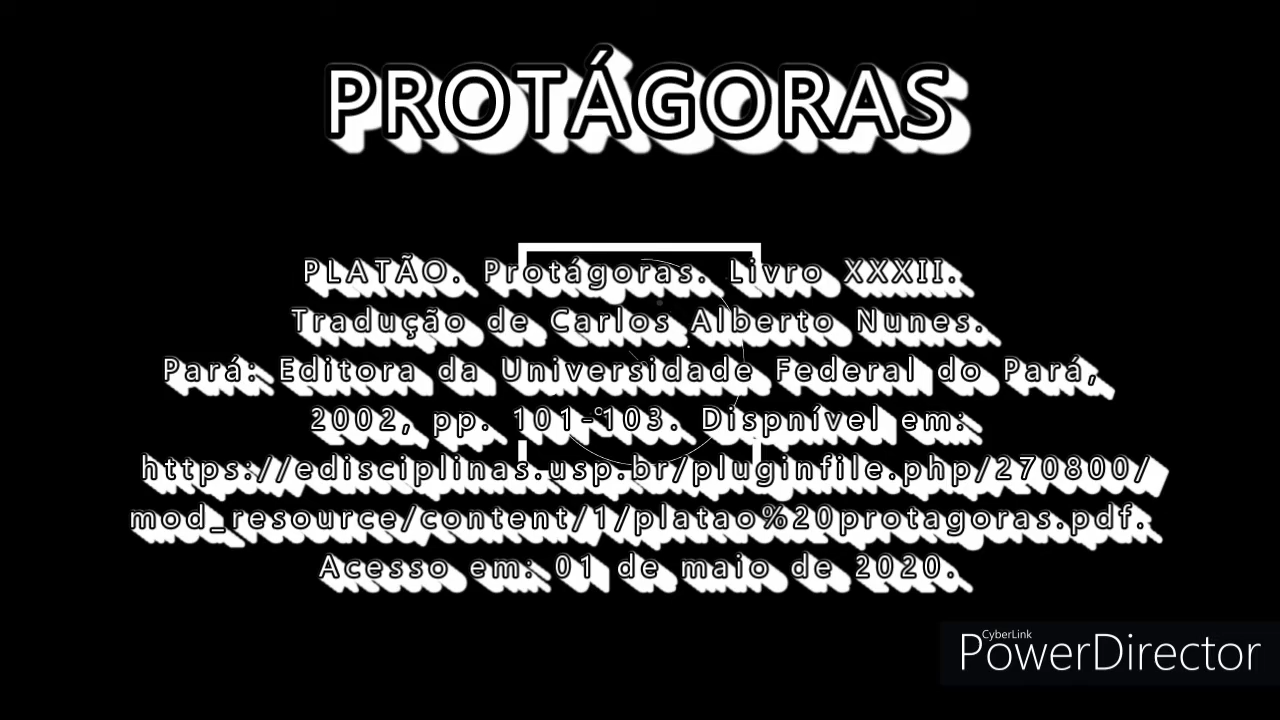 PROTÁGORAS
PLATÃO. Protágoras. Livro XXXII.
Tradução de Carlos Alberto Nunes.
Pará: Editora da Universidade Federal do Pará,
2002, pp. 101-103. Dispnível em:
https://edisciplinas.usp.br/pluginfile.php/270800/
mod_resource/content/1/platao%20protagoras.pdf.
Acesso em: 01 de maio de 2020.
CyberLink
PowerDirector